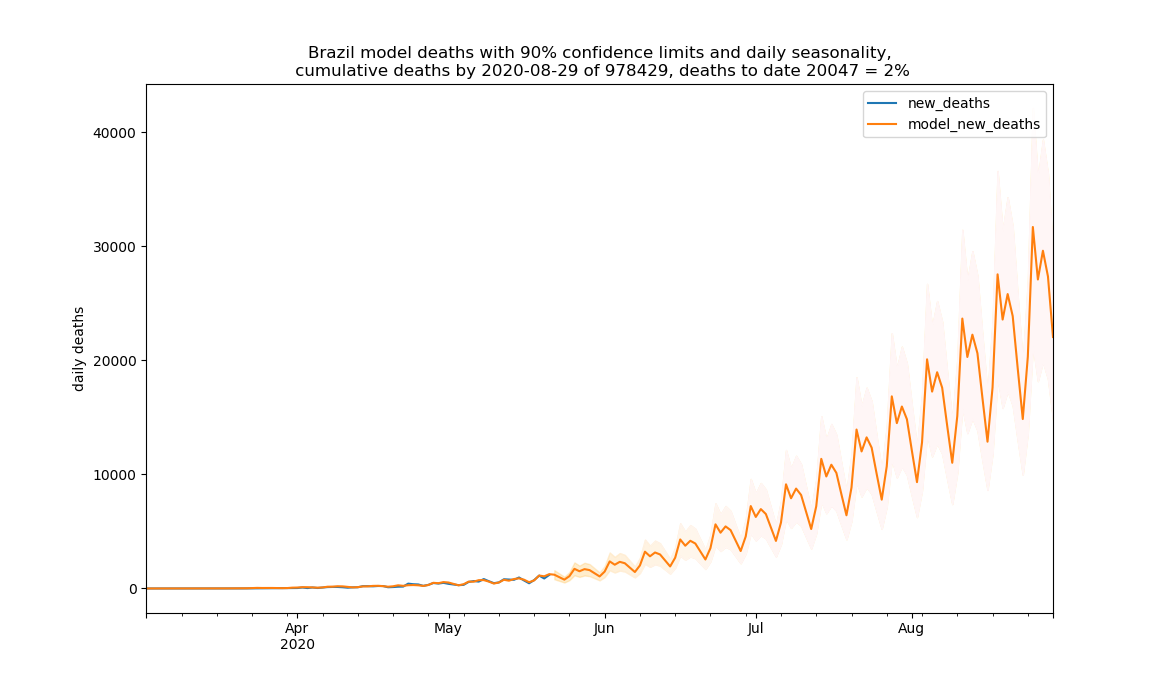 Brazil model deaths with 90% confidence limits and daily seasonality,
cumulative deaths by 2020-08-29 of 978429, deaths to date 20047 = 2%
new_deaths
model_new_deaths
40000
30000
20000
10000
0
daily deaths
Apr
2020
May
Jun
Jul
Aug